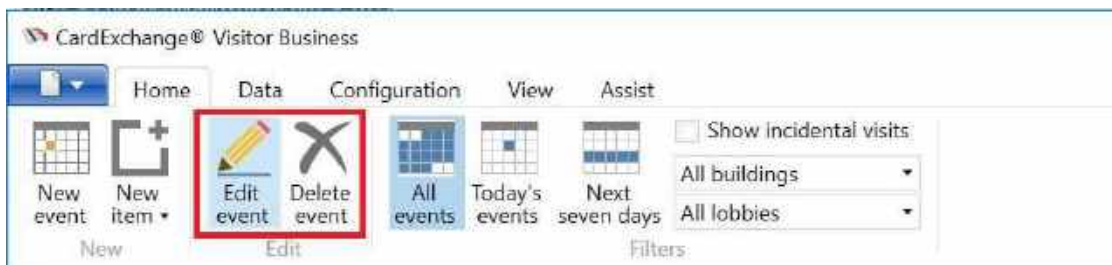 CardExchange® Visitor Business
Home Data Configuration View Assist
New event
New item
Edit event
Delete event
All events
Today's events
Next seven days
Show incidental visits
All buildings
All lobbies
New Edit Filters